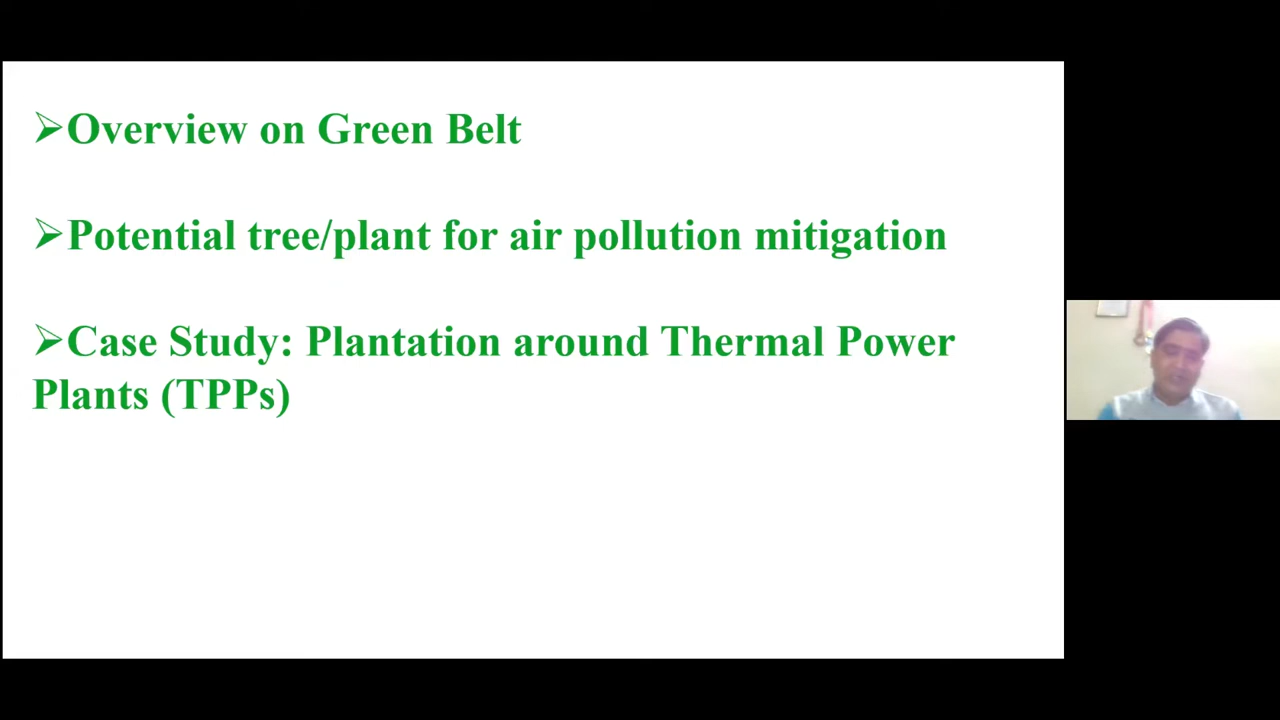 ➢Overview on Green Belt
➢Potential tree/plant for air pollution mitigation
➢Case Study: Plantation around Thermal Power
Plants (TPPs)